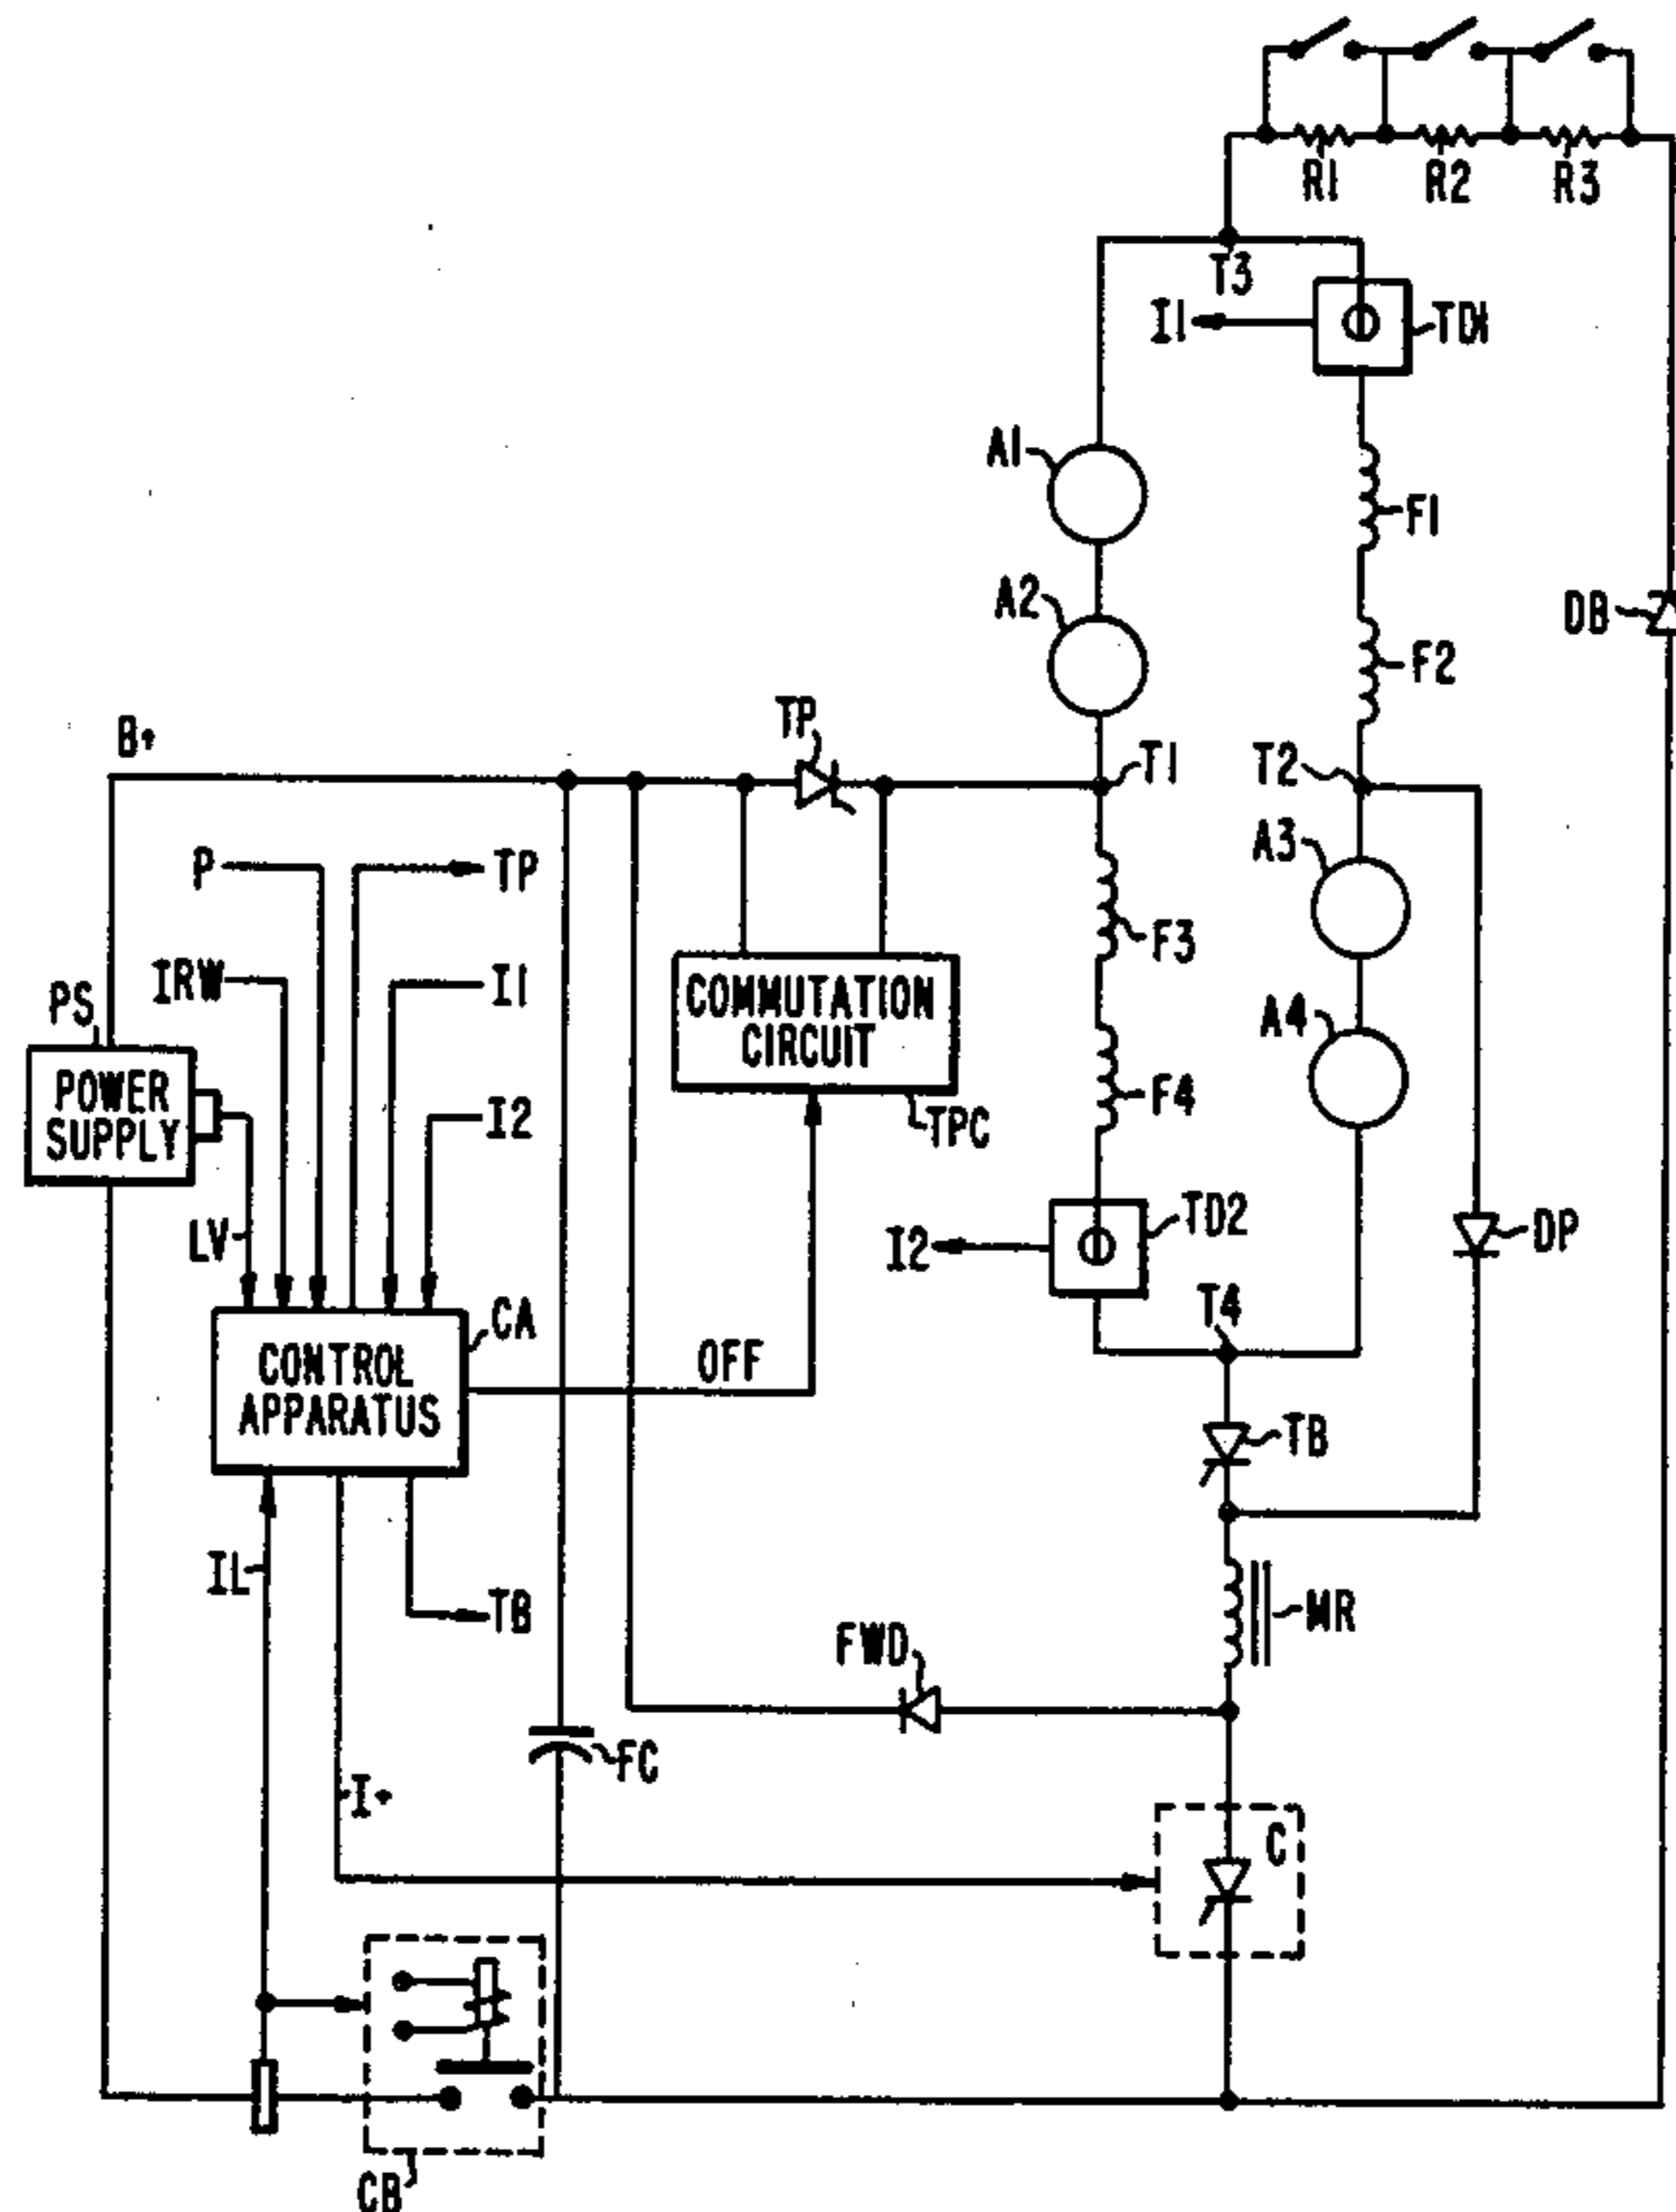 R1 R2 R3
T3
I1
TD1
A1
F1
A2
DB
F2
B+
TP
T1
T2
P
TP
A3
F3
IRW
I1
PS
COMMUTATION
CIRCUIT
A4
POWER
SUPPLY
I2
TPC
F4
LV
I2
TD2
DP
T4
CA
CONTROL
APPARATUS
OFF
TB
IL
TB
MR
FWD
FC
I+
C
CB